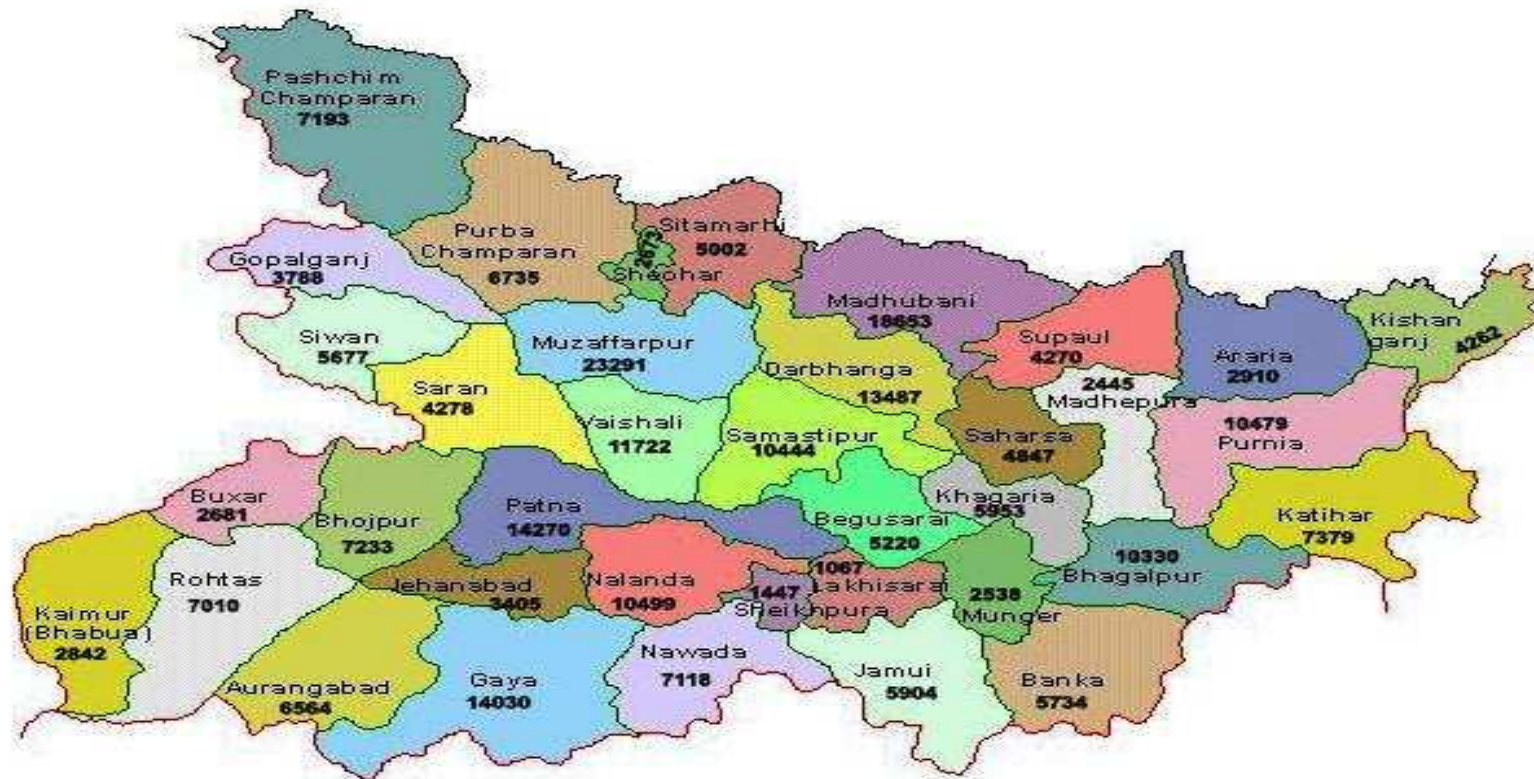 Pashchim
Champaran
7193
Purba
Champaran
6735
Sitamarhi
5002
2673
Sheohar
Gopalganj
3788
Siwan
5677
Muzaffarpur
23291
Madhubani
18653
Supaul
4270
Araria
2910
Kishan
ganj
4262
Saran
4278
Darbhanga
13487
2445
Madhepura
10479
Purnia
Vaishali
11722
Samastipur
10444
Saharsa
4847
Buxar
2681
Bhojpur
7233
Patna
14270
Begusarai
5220
Khagaria
5953
Katihar
7379
10330
Bhagalpur
Rohtas
7010
Jehanabad
3405
Nalanda
10499
1447
Sheikhpura
1067
Lakhisarai
2538
Munger
Kaimur
(Bhabua)
2842
Aurangabad
6564
Gaya
14030
Nawada
7118
Jamui
5904
Banka
5734